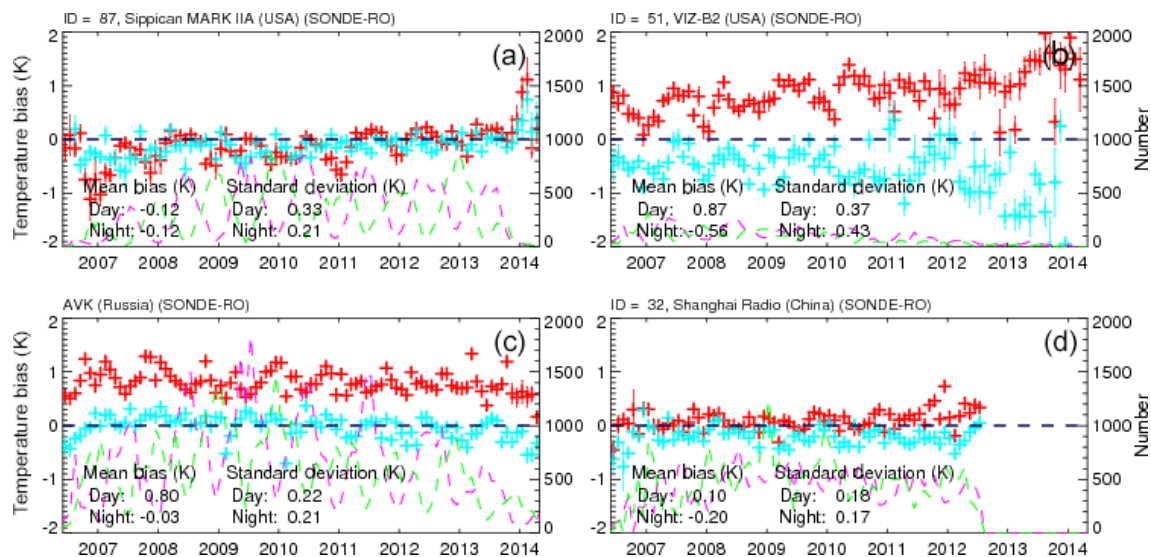 ID = 87, Sippican MARK IIA (USA) (SONDE-RO)
ID = 51, VIZ-B2 (USA) (SONDE-RO)
2 (a) 2000
1 1500
0 1000
-1 500
-2 0
Temperature bias (K)
Mean bias (K) Standard deviation (K)
Day: -0.12 0.33
Night: -0.12 Night: 0.21
2007 2008 2009 2010 2011 2012 2013 2014
2 (b) 2000
1 1500
0 1000
-1 500
-2 0
Number
Mean bias (K) Standard deviation (K)
Day: 0.87 Day: 0.37
Night: -0.56 Night: 0.43
2007 2008 2009 2010 2011 2012 2013 2014
AVK (Russia) (SONDE-RO)
ID = 32, Shanghai Radio (China) (SONDE-RO)
2 (c) 2000
1 1500
0 1000
-1 500
-2 0
Temperature bias (K)
Mean bias (K) Standard deviation (K)
Day: 0.80 Day: 0.22
Night: -0.03 Night: 0.21
2007 2008 2009 2010 2011 2012 2013 2014
2 (d) 2000
1 1500
0 1000
-1 500
-2 0
Number
Mean bias (K) Standard deviation (K)
Day: 0.10 Day: 0.18
Night: -0.20 Night: 0.17
2007 2008 2009 2010 2011 2012 2013 2014